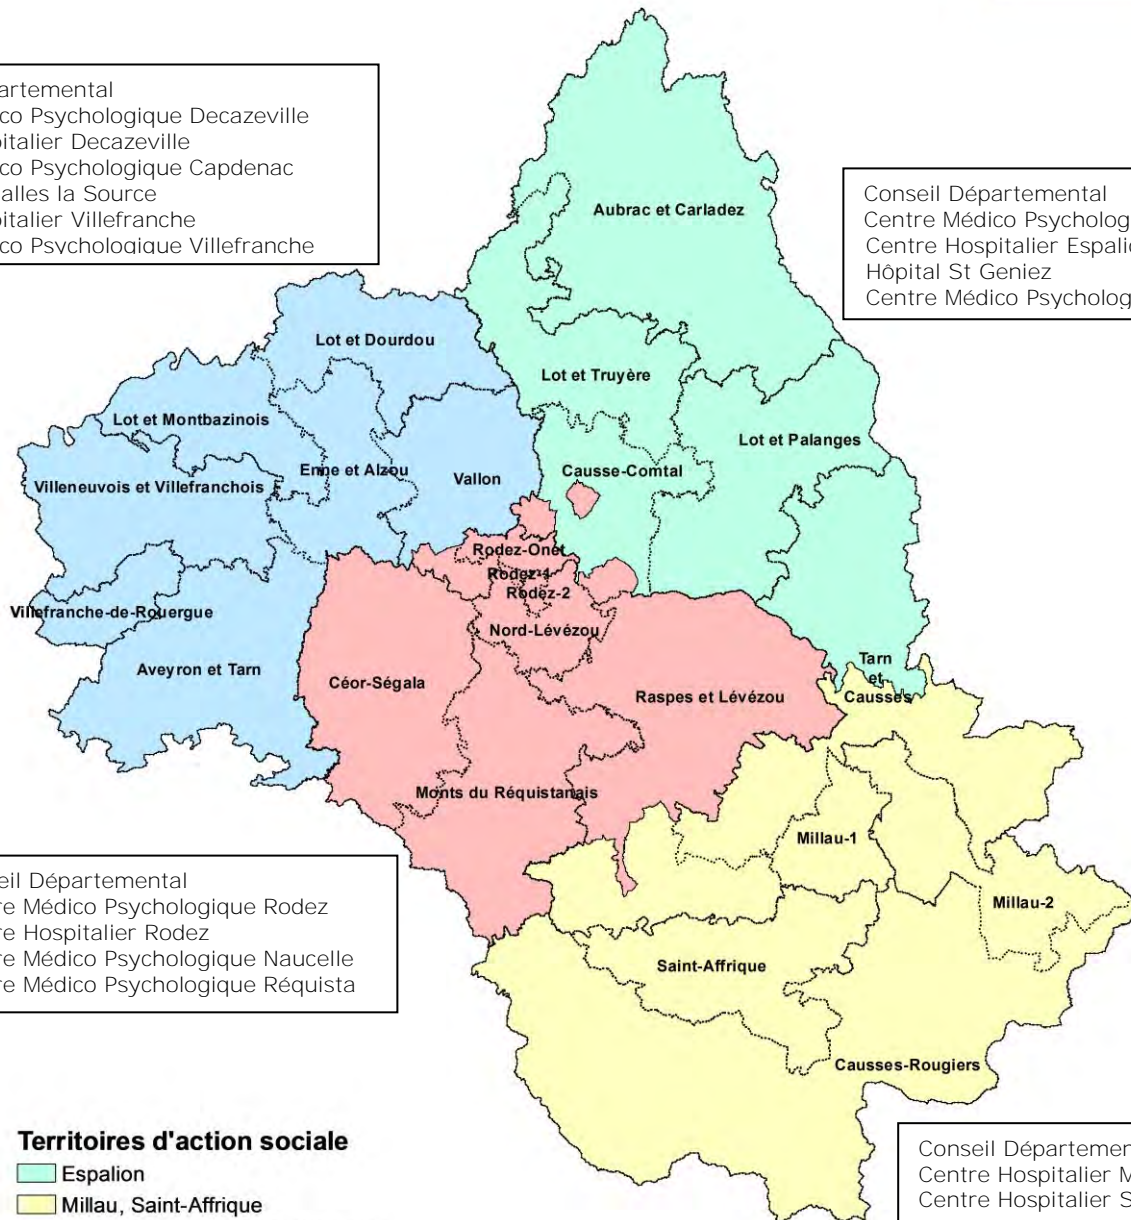 artemental
co Psychologique Decazeville
pitalier Decazeville
co Psychologique Capdenac
alles la Source
pitalier Villefranche
co Psychologique Villefranche
Conseil Départemental
Centre Médico Psycholog
Centre Hospitalier Espalio
Hôpital St Geniez
Centre Médico Psycholog
Aubrac et Carladez
Lot et Dourdou
Lot et Truyère
Lot et Montbazinois
Lot et Palanges
Enne et Alzou
Vallon
Causse-Comtal
Villeneuvois et Villefranchois
Rodez-Onet
Rodez-1
Rodez-2
Villefranche-de-Rouergue
Nord-Lévézou
Aveyron et Tarn
Céor-Ségala
Raspes et Lévézou
Tarn
et
Causses
Monts du Réquistanais
Millau-1
Millau-2
Saint-Affrique
Causses-Rougiers
eil Départemental
re Médico Psychologique Rodez
re Hospitalier Rodez
re Médico Psychologique Naucelle
re Médico Psychologique Réquista
Territoires d'action sociale
Espalion
Millau, Saint-Affrique
Conseil Départemen
Centre Hospitalier M
Centre Hospitalier S